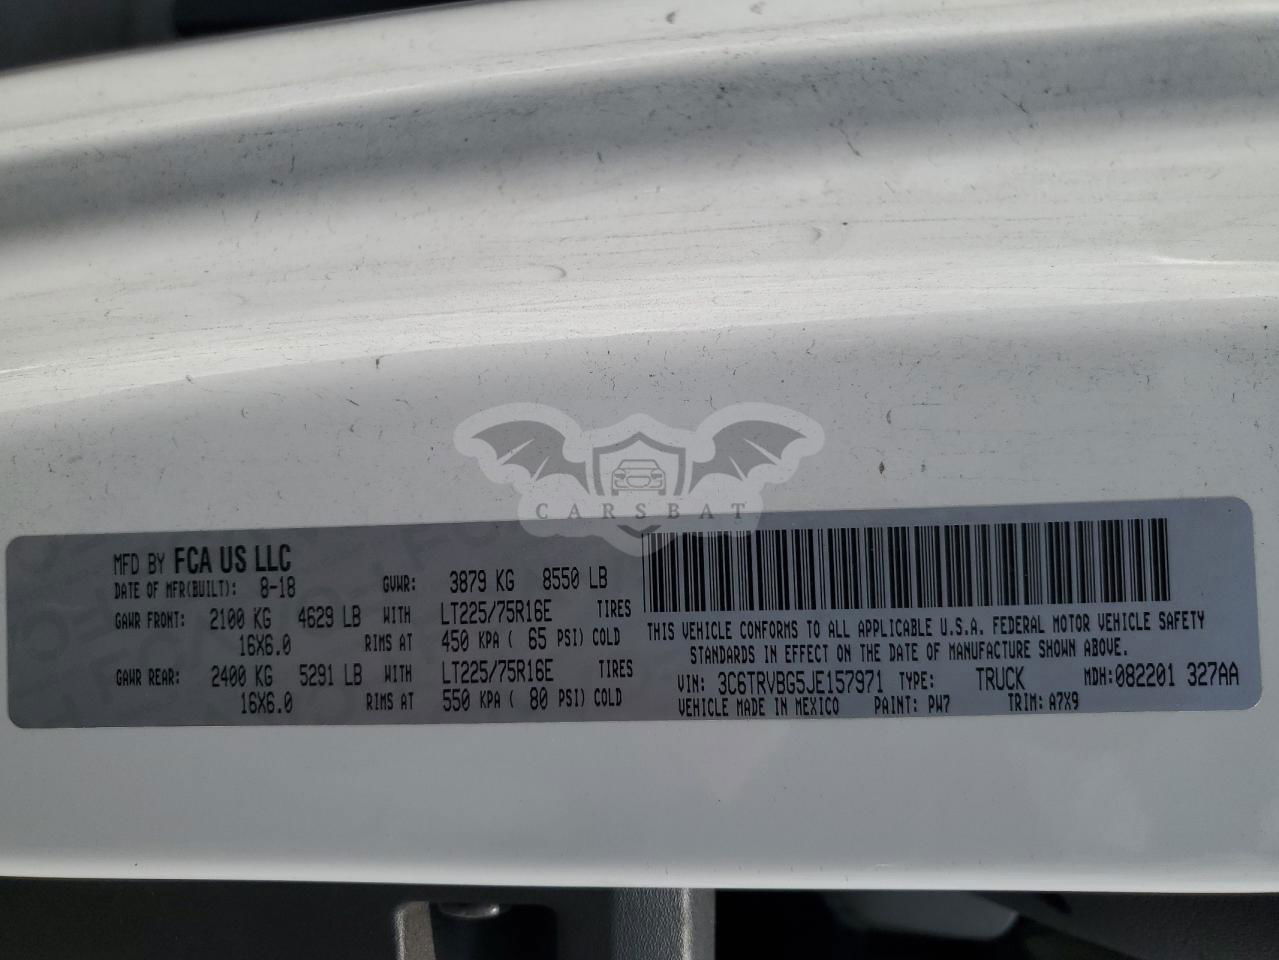 CARSBAT
MFD BY FCA US LLC
DATE OF MFR(BUILT): 8-18 GVWR: 3879 KG 8550 LB
GAWR FRONT: 2100 KG 4629 LB WITH LT225/75R16E TIRES
16X6.0 RIMS AT 450 KPA ( 65 PSI) COLD
GAWR REAR: 2400 KG 5291 LB WITH LT225/75R16E TIRES
16X6.0 RIMS AT 550 KPA ( 80 PSI) COLD
THIS VEHICLE CONFORMS TO ALL APPLICABLE U.S.A. FEDERAL MOTOR VEHICLE SAFETY
STANDARDS IN EFFECT ON THE DATE OF MANUFACTURE SHOWN ABOVE.
VIN: 3C6TRVBG5JE157971 TYPE: TRUCK MDH:082201 327AA
VEHICLE MADE IN MEXICO PAINT: PW7 TRIM: A7X9